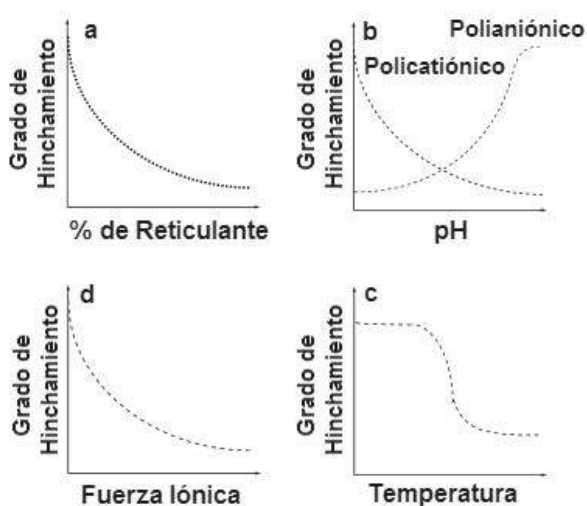 a
Grado de
Hinchamiento
% de Reticulante
b
Polianiónico
Policatiónico
Grado de
Hinchamiento
pH
d
Grado de
Hinchamiento
Fuerza Iónica
c
Grado de
Hinchamiento
Temperatura